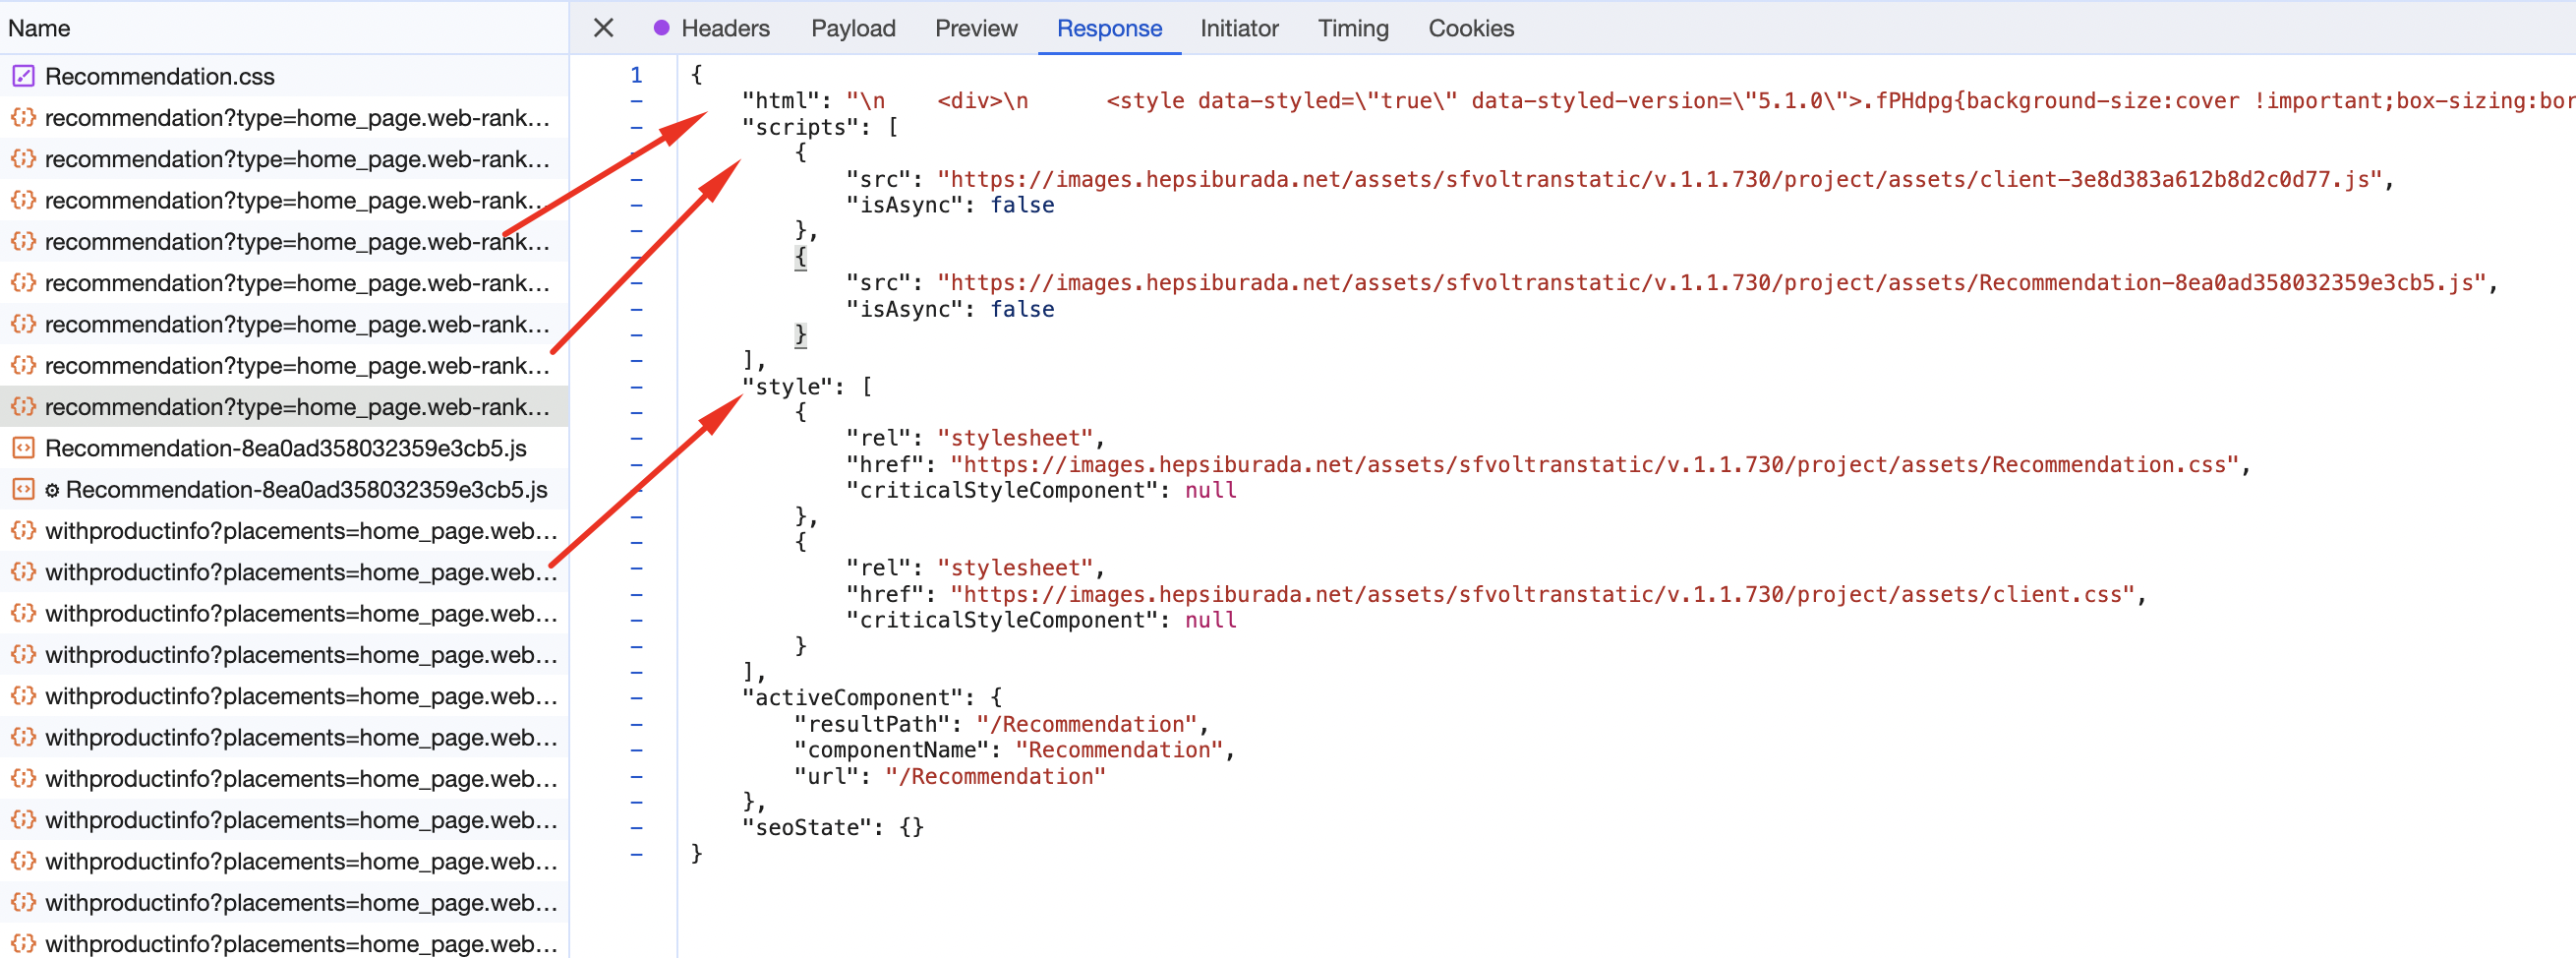 Name
Recommendation.css
recommendation?type=home_page.web-rank...
recommendation?type=home_page.web-rank...
recommendation?type=home_page.web-rank...
recommendation?type=home_page.web-rank...
recommendation?type=home_page.web-rank...
recommendation?type=home_page.web-rank...
recommendation?type=home_page.web-rank...
recommendation?type=home_page.web-rank...
Recommendation-8ea0ad358032359e3cb5.js
Recommendation-8ea0ad358032359e3cb5.js
withproductinfo?placements=home_page.web...
withproductinfo?placements=home_page.web...
withproductinfo?placements=home_page.web...
withproductinfo?placements=home_page.web...
withproductinfo?placements=home_page.web...
withproductinfo?placements=home_page.web...
withproductinfo?placements=home_page.web...
withproductinfo?placements=home_page.web...
withproductinfo?placements=home_page.web...
withproductinfo?placements=home_page.web...
withproductinfo?placements=home_page.web...
Headers Payload Preview Response Initiator Timing Cookies
1 {
- "html": "\n    <div>\n      <style data-styled=\"true\" data-styled-version=\"5.1.0\">.fPHdpg{background-size:cover !important;box-sizing:bor
- "scripts": [
- {
- "src": "https://images.hepsiburada.net/assets/sfvoltranstatic/v.1.1.730/project/assets/client-3e8d383a612b8d2c0d77.js",
- "isAsync": false
- },
- {
- "src": "https://images.hepsiburada.net/assets/sfvoltranstatic/v.1.1.730/project/assets/Recommendation-8ea0ad358032359e3cb5.js",
- "isAsync": false
- }
- ],
- "style": [
- {
- "rel": "stylesheet",
- "href": "https://images.hepsiburada.net/assets/sfvoltranstatic/v.1.1.730/project/assets/Recommendation.css",
- "criticalStyleComponent": null
- },
- {
- "rel": "stylesheet",
- "href": "https://images.hepsiburada.net/assets/sfvoltranstatic/v.1.1.730/project/assets/client.css",
- "criticalStyleComponent": null
- }
- ],
- "activeComponent": {
- "resultPath": "/Recommendation",
- "componentName": "Recommendation",
- "url": "/Recommendation"
- },
- "seoState": {}
- }